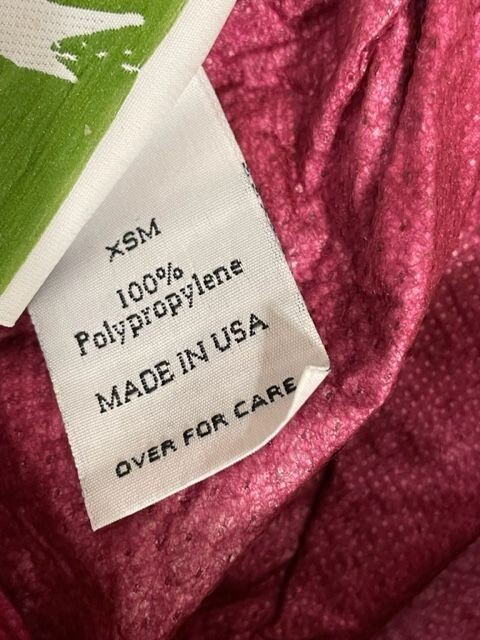 XSM
100%
Polypropylene
MADE IN USA
OVER FOR CARE